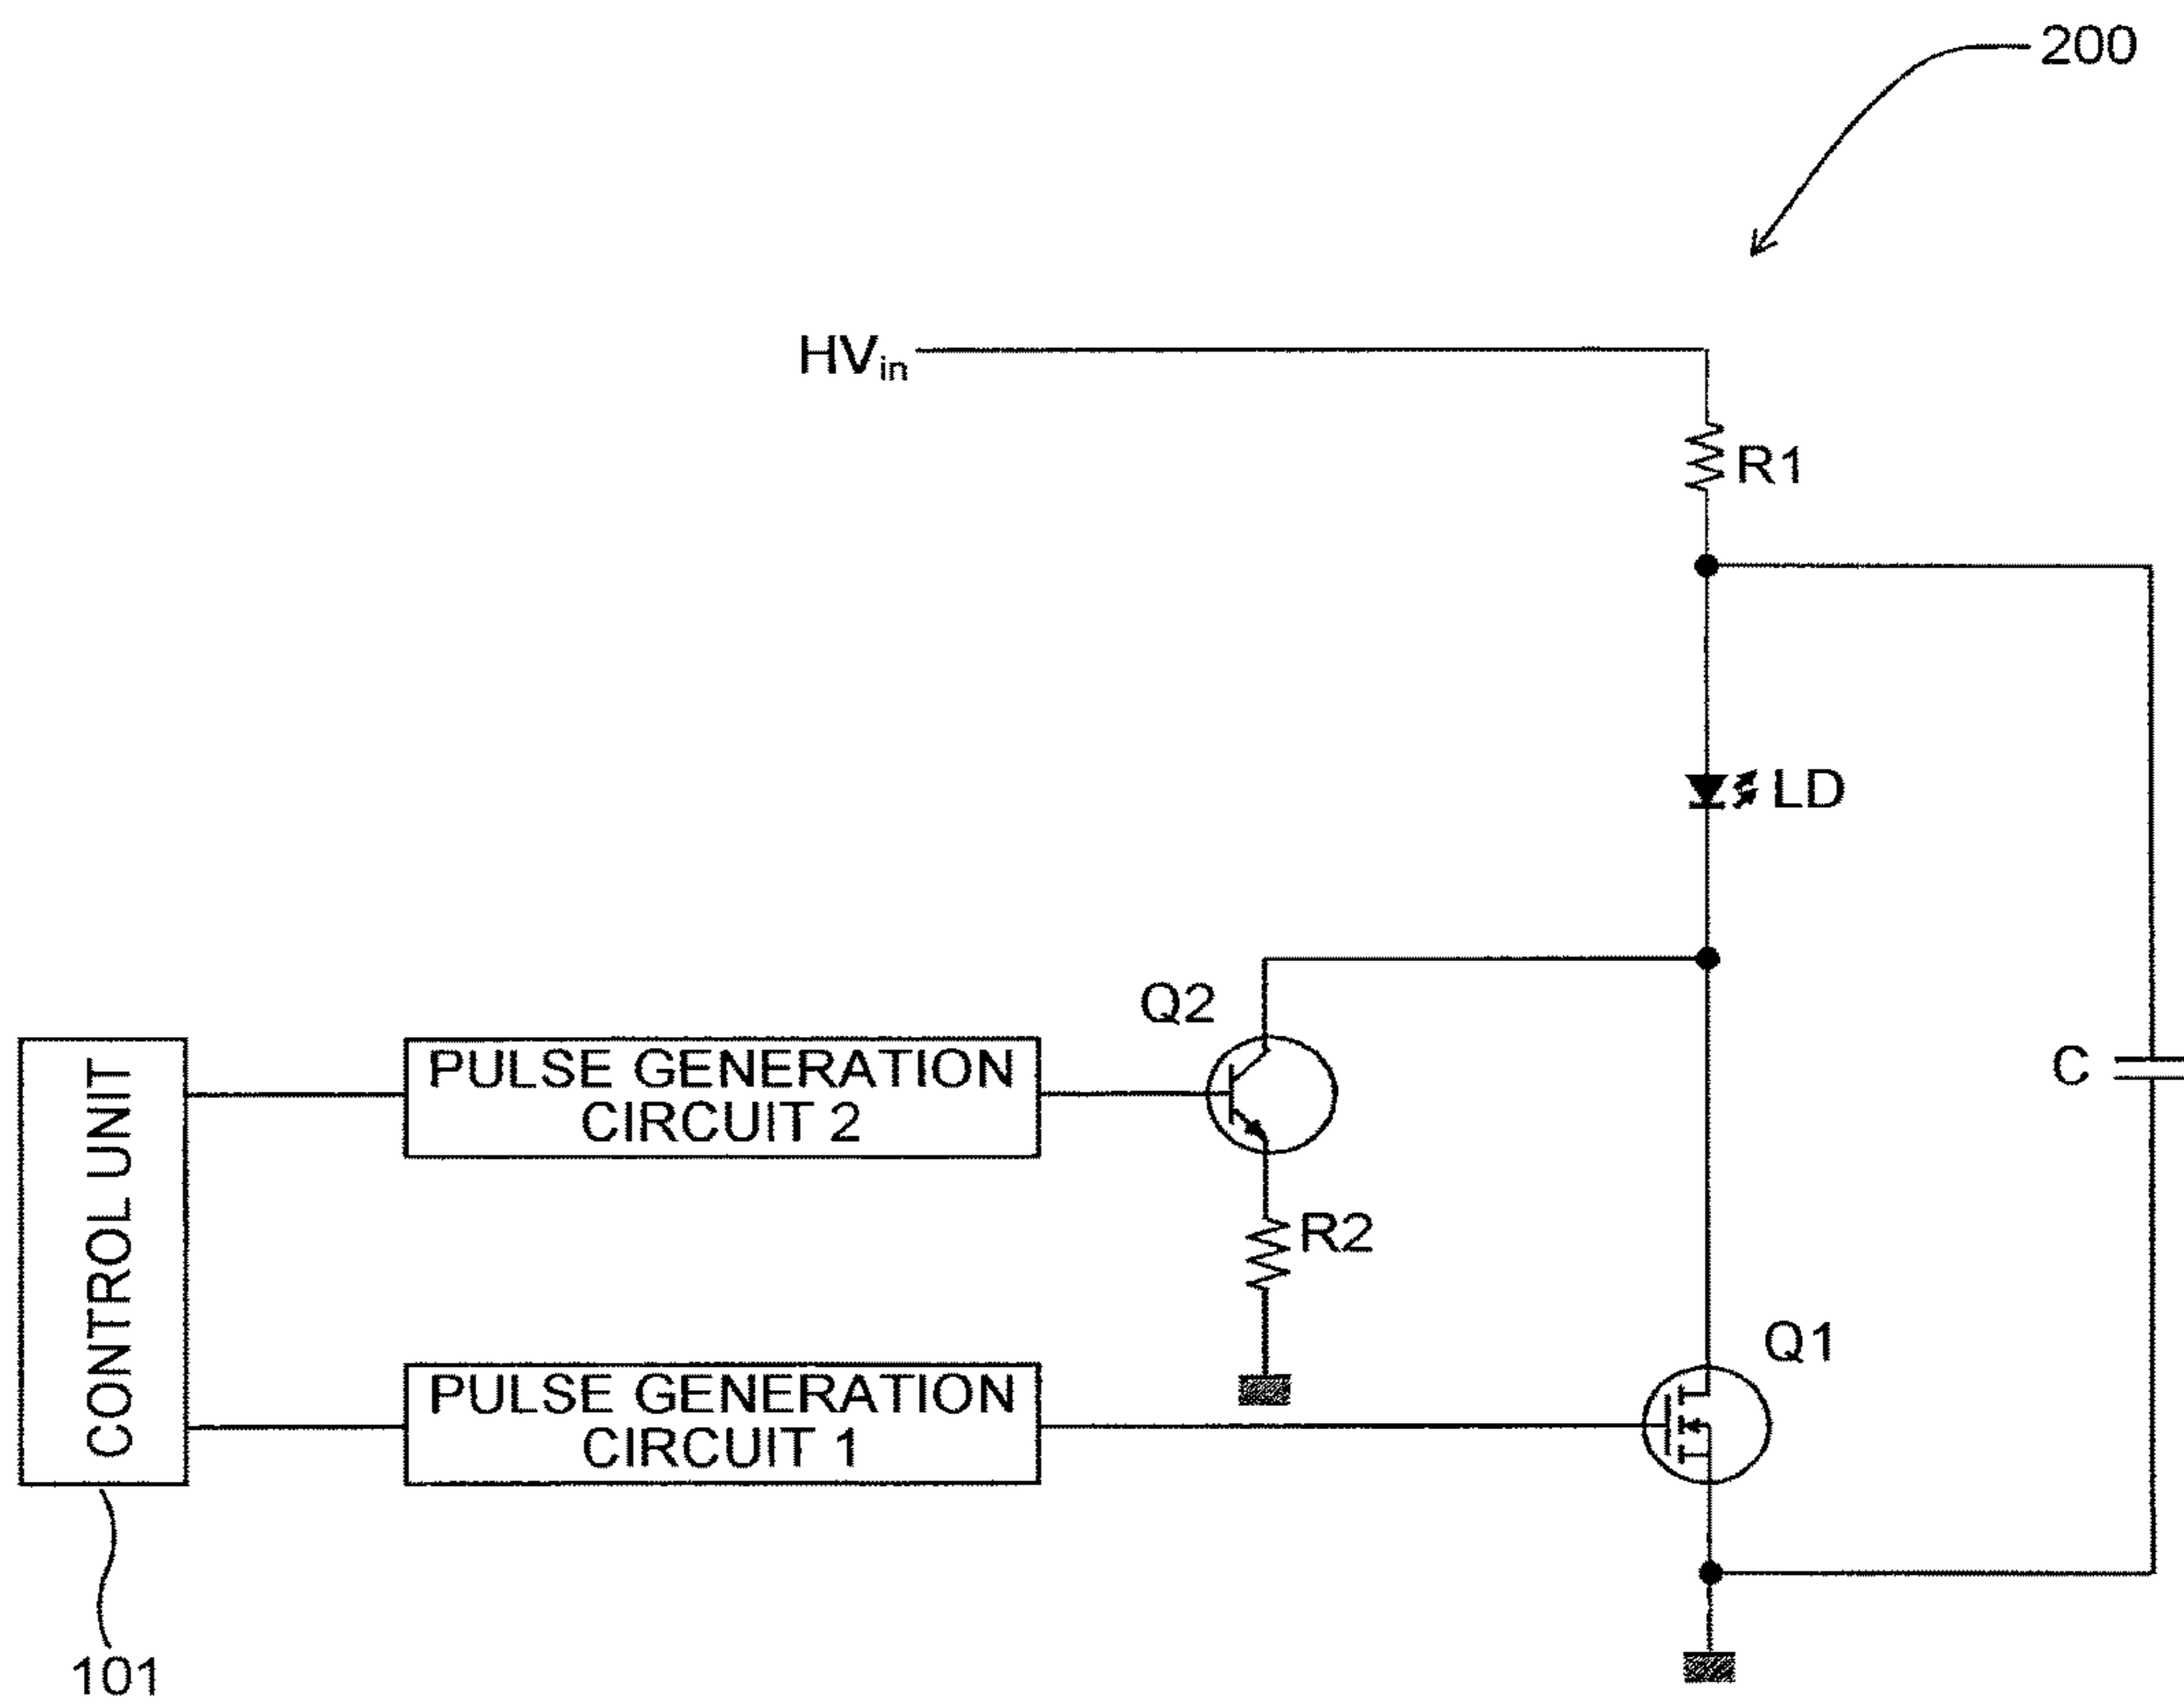 200
HVin
R1
LD
Q2
C
CONTROL UNIT
PULSE GENERATION
CIRCUIT 2
R2
Q1
PULSE GENERATION
CIRCUIT 1
101